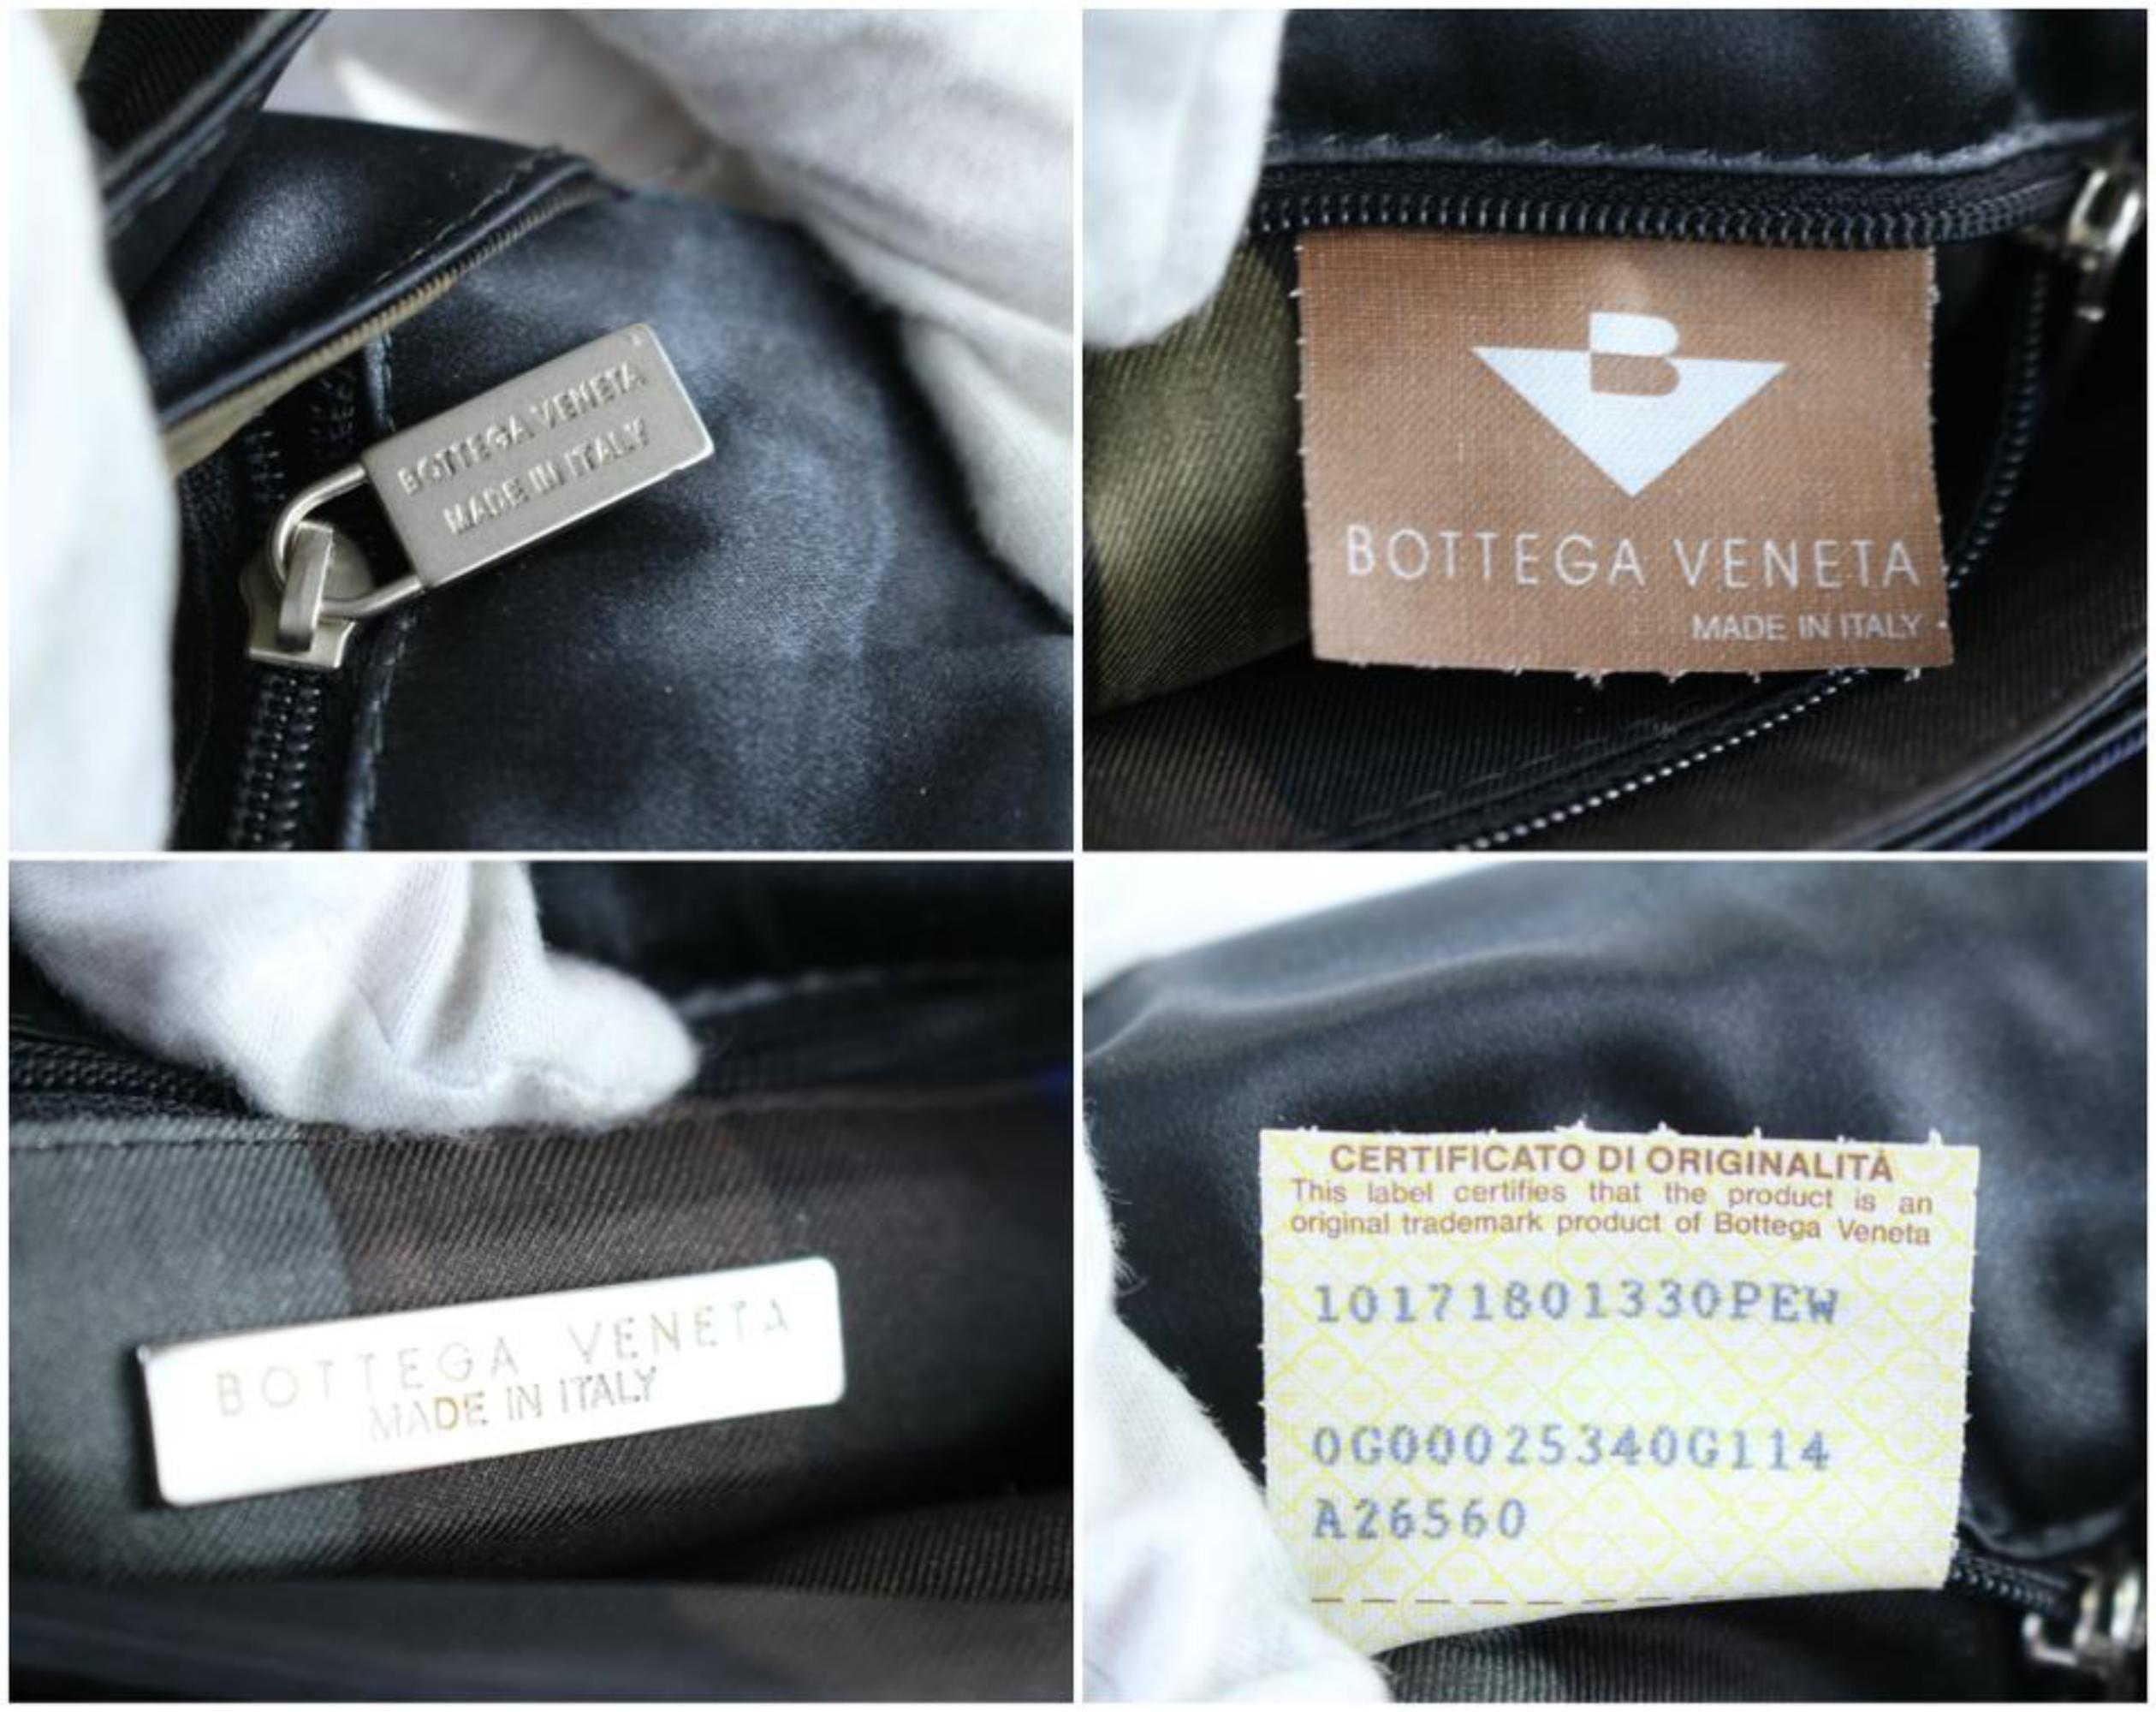 BOTTEGA VENETA
MADE IN ITALY
B
BOTTEGA VENETA
MADE IN ITALY
BOTTEGA VENETA
MADE IN ITALY
CERTIFICATO DI ORIGINALITÀ
This label certifies that the product is an
original trademark product of Bottega Veneta
10171801330PEW
0G00025340G114
A26560